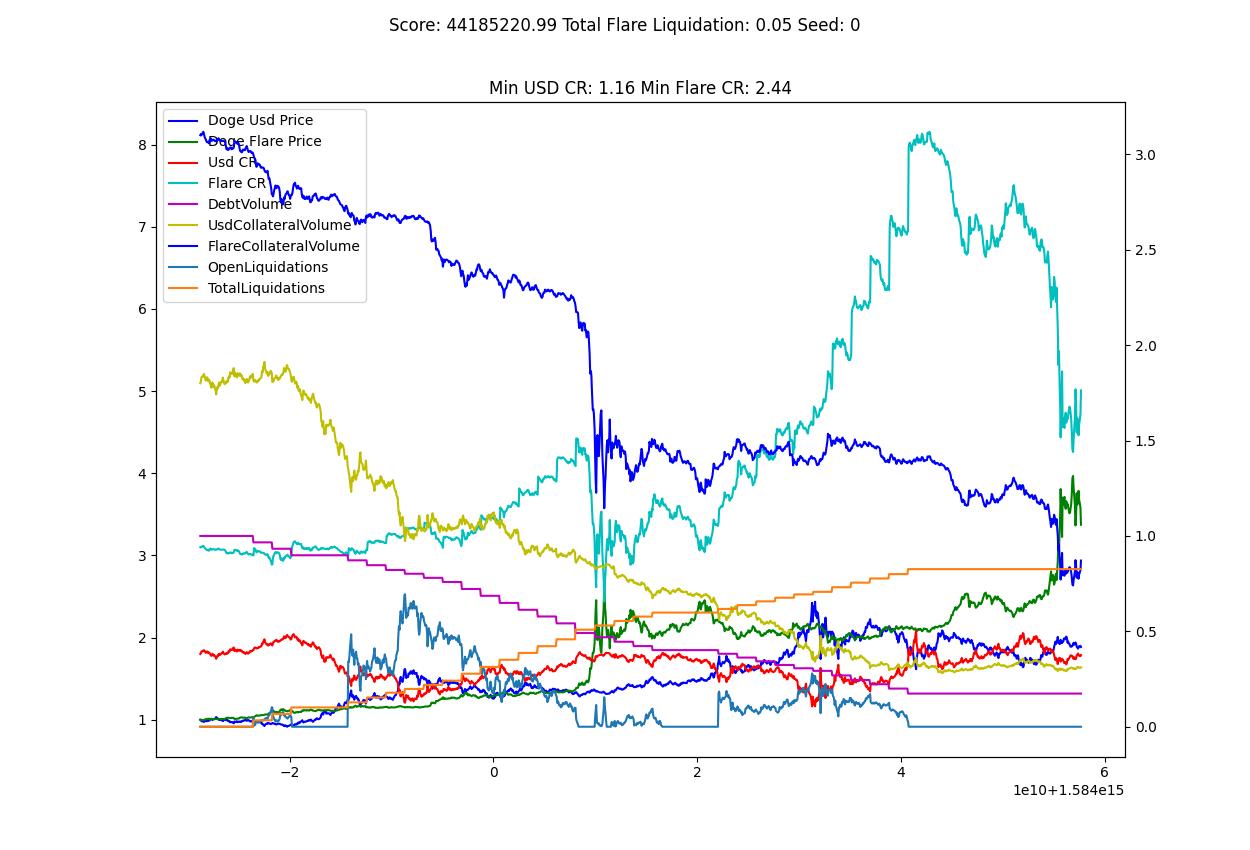 Score: 44185220.99 Total Flare Liquidation: 0.05 Seed: 0
Min USD CR: 1.16 Min Flare CR: 2.44
Doge Usd Price
Doge Flare Price
Usd CR
Flare CR
DebtVolume
UsdCollateralVolume
FlareCollateralVolume
OpenLiquidations
TotalLiquidations
8
7
6
5
4
3
2
1
3.0
2.5
2.0
1.5
1.0
0.5
0.0
−2 0 2 4 6
1e10+1.584e15